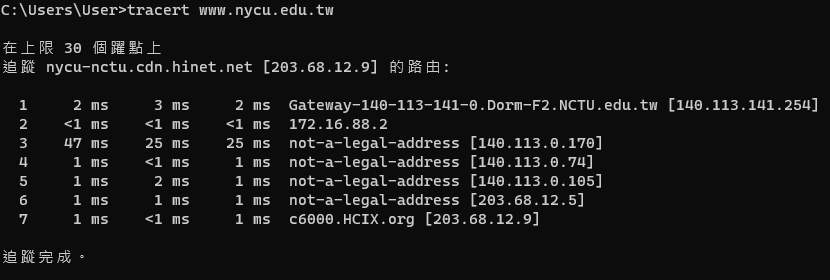 C:\Users\User>tracert www.nycu.edu.tw
在上限 30 個躍點上
追蹤 nycu-nctu.cdn.hinet.net [203.68.12.9] 的路由:
1 2 ms 3 ms 2 ms Gateway-140-113-141-0.Dorm-F2.NCTU.edu.tw [140.113.141.254]
2 <1 ms <1 ms <1 ms 172.16.88.2
3 47 ms 25 ms 25 ms not-a-legal-address [140.113.0.170]
4 1 ms <1 ms 1 ms not-a-legal-address [140.113.0.74]
5 1 ms 2 ms 1 ms not-a-legal-address [140.113.0.105]
6 1 ms 1 ms 1 ms not-a-legal-address [203.68.12.5]
7 1 ms <1 ms 1 ms c6000.HCIX.org [203.68.12.9]
追蹤完成。